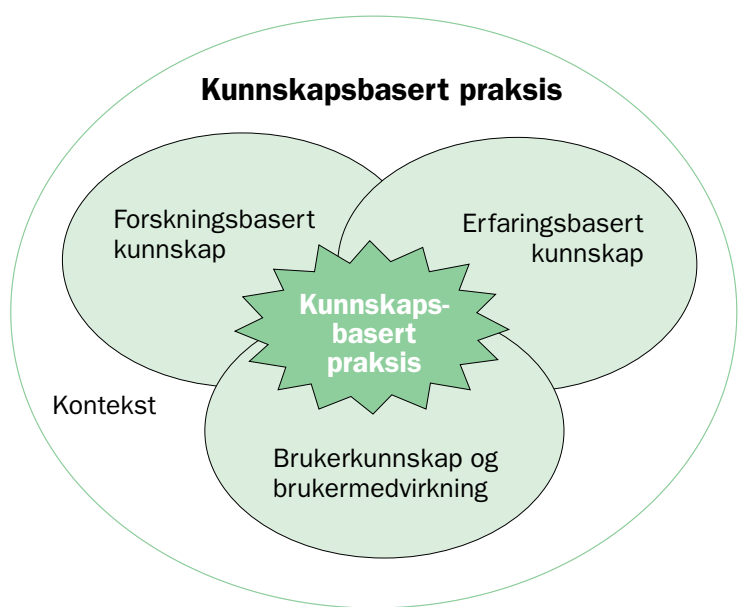 Kunnskapsbasert praksis
Forskningsbasert
kunnskap
Erfaringsbasert
kunnskap
Kunnskaps-
basert
praksis
Kontekst
Brukerkunnskap og
brukermedvirkning